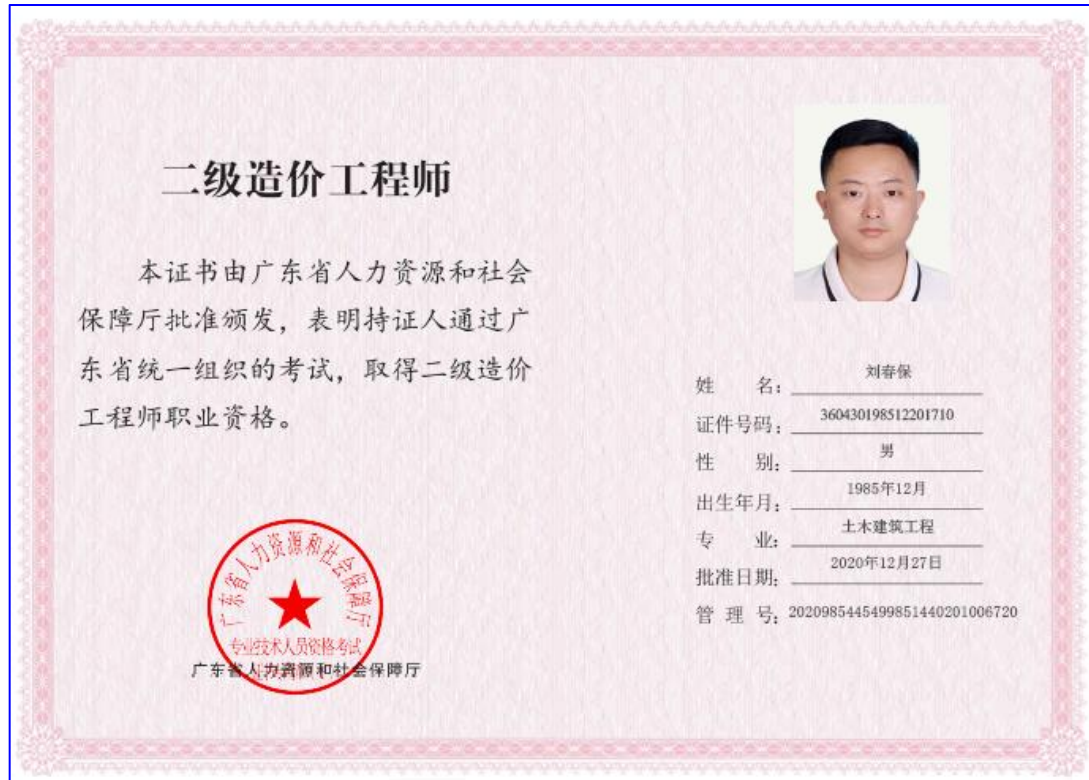 二级造价工程师
本证书由广东省人力资源和社会
保障厅批准颁发，表明持证人通过广
东省统一组织的考试，取得二级造价
工程师职业资格。
姓 名：刘春保
证件号码：360430198512201710
性 别：男
出生年月：1985年12月
专 业：土木建筑工程
批准日期：2020年12月27日
管 理 号：2020985445499851440201006720
广东省人力资源和社会保障厅
专业技术人员资格考试
广东省人力资源和社会保障厅